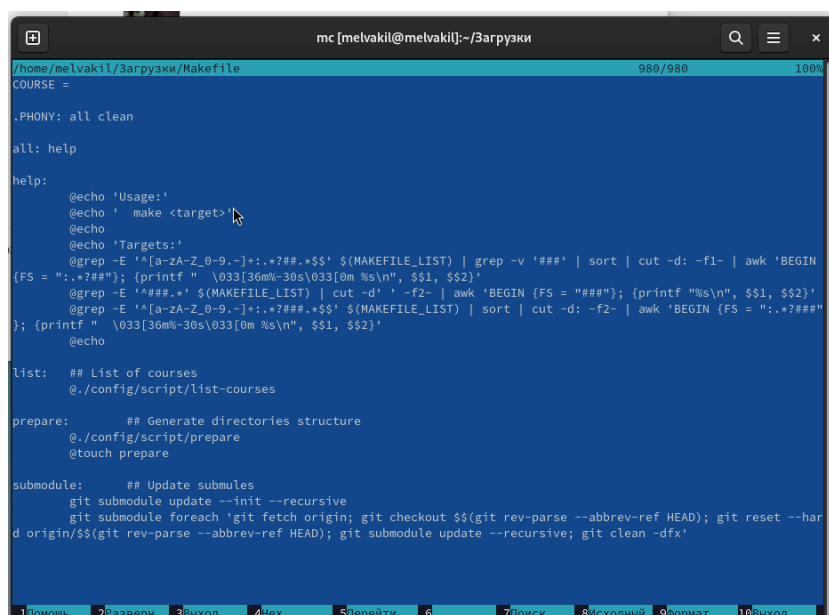 mc [melvakil@melvakil]:~/Загрузки
/home/melvakil/Загрузки/Makefile 980/980 100%
COURSE =
.PHONY: all clean
all: help
help:
@echo 'Usage:'
@echo '  make <target>'
@echo
@echo 'Targets:'
@grep -E '^[a-zA-Z_0-9.-]+:.*?##.*$$' $(MAKEFILE_LIST) | grep -v '###' | sort | cut -d: -f1- | awk 'BEGIN
{FS = ":.*?##"}; {printf "  \033[36m%-30s\033[0m %s\n", $$1, $$2}'
@grep -E '^###.*' $(MAKEFILE_LIST) | cut -d' ' -f2- | awk 'BEGIN {FS = "###"}; {printf "%s\n", $$1, $$2}'
@grep -E '^[a-zA-Z_0-9.-]+:.*?###.*$$' $(MAKEFILE_LIST) | sort | cut -d: -f2- | awk 'BEGIN {FS = ":.*?###"
}; {printf "  \033[36m%-30s\033[0m %s\n", $$1, $$2}'
@echo
list:   ## List of courses
@./config/script/list-courses
prepare:        ## Generate directories structure
@./config/script/prepare
@touch prepare
submodule:      ## Update submules
git submodule update --init --recursive
git submodule foreach 'git fetch origin; git checkout $$(git rev-parse --abbrev-ref HEAD); git reset --har
d origin/$$(git rev-parse --abbrev-ref HEAD); git submodule update --recursive; git clean -dfx'
1Помощь 2Разверн 3Выход 4Hex 5Перейти 6 7Поиск 8Исходный 9Формат 10Выход